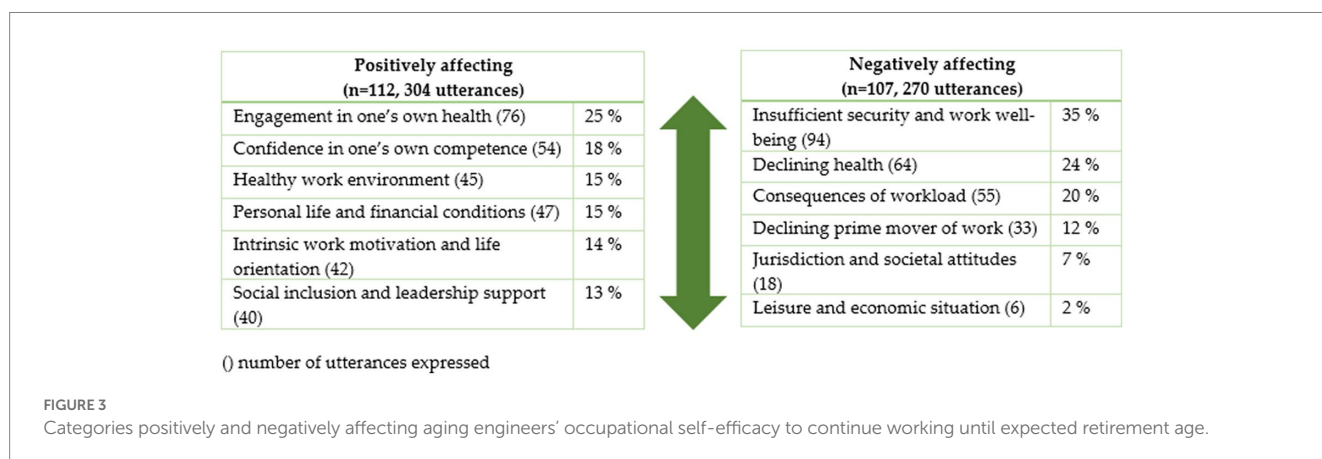 Positively affecting
(n=112, 304 utterances)
Engagement in one's own health (76) 25 %
Confidence in one's own competence (54) 18 %
Healthy work environment (45) 15 %
Personal life and financial conditions (47) 15 %
Intrinsic work motivation and life 14 %
orientation (42)
Social inclusion and leadership support 13 %
(40)
Negatively affecting
(n=107, 270 utterances)
Insufficient security and work well- 35 %
being (94)
Declining health (64) 24 %
Consequences of workload (55) 20 %
Declining prime mover of work (33) 12 %
Jurisdiction and societal attitudes 7 %
(18)
Leisure and economic situation (6) 2 %
() number of utterances expressed
FIGURE 3
Categories positively and negatively affecting aging engineers' occupational self-efficacy to continue working until expected retirement age.